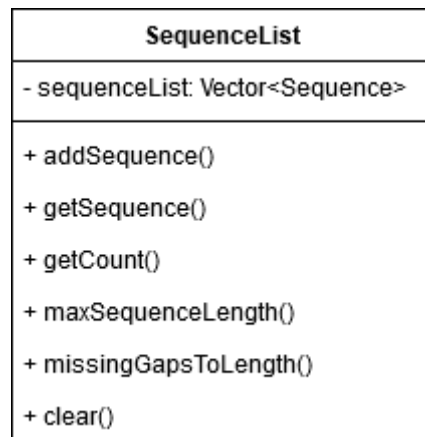 SequenceList
- sequenceList: Vector<Sequence>
+ addSequence()
+ getSequence()
+ getCount()
+ maxSequenceLength()
+ missingGapsToLength()
+ clear()